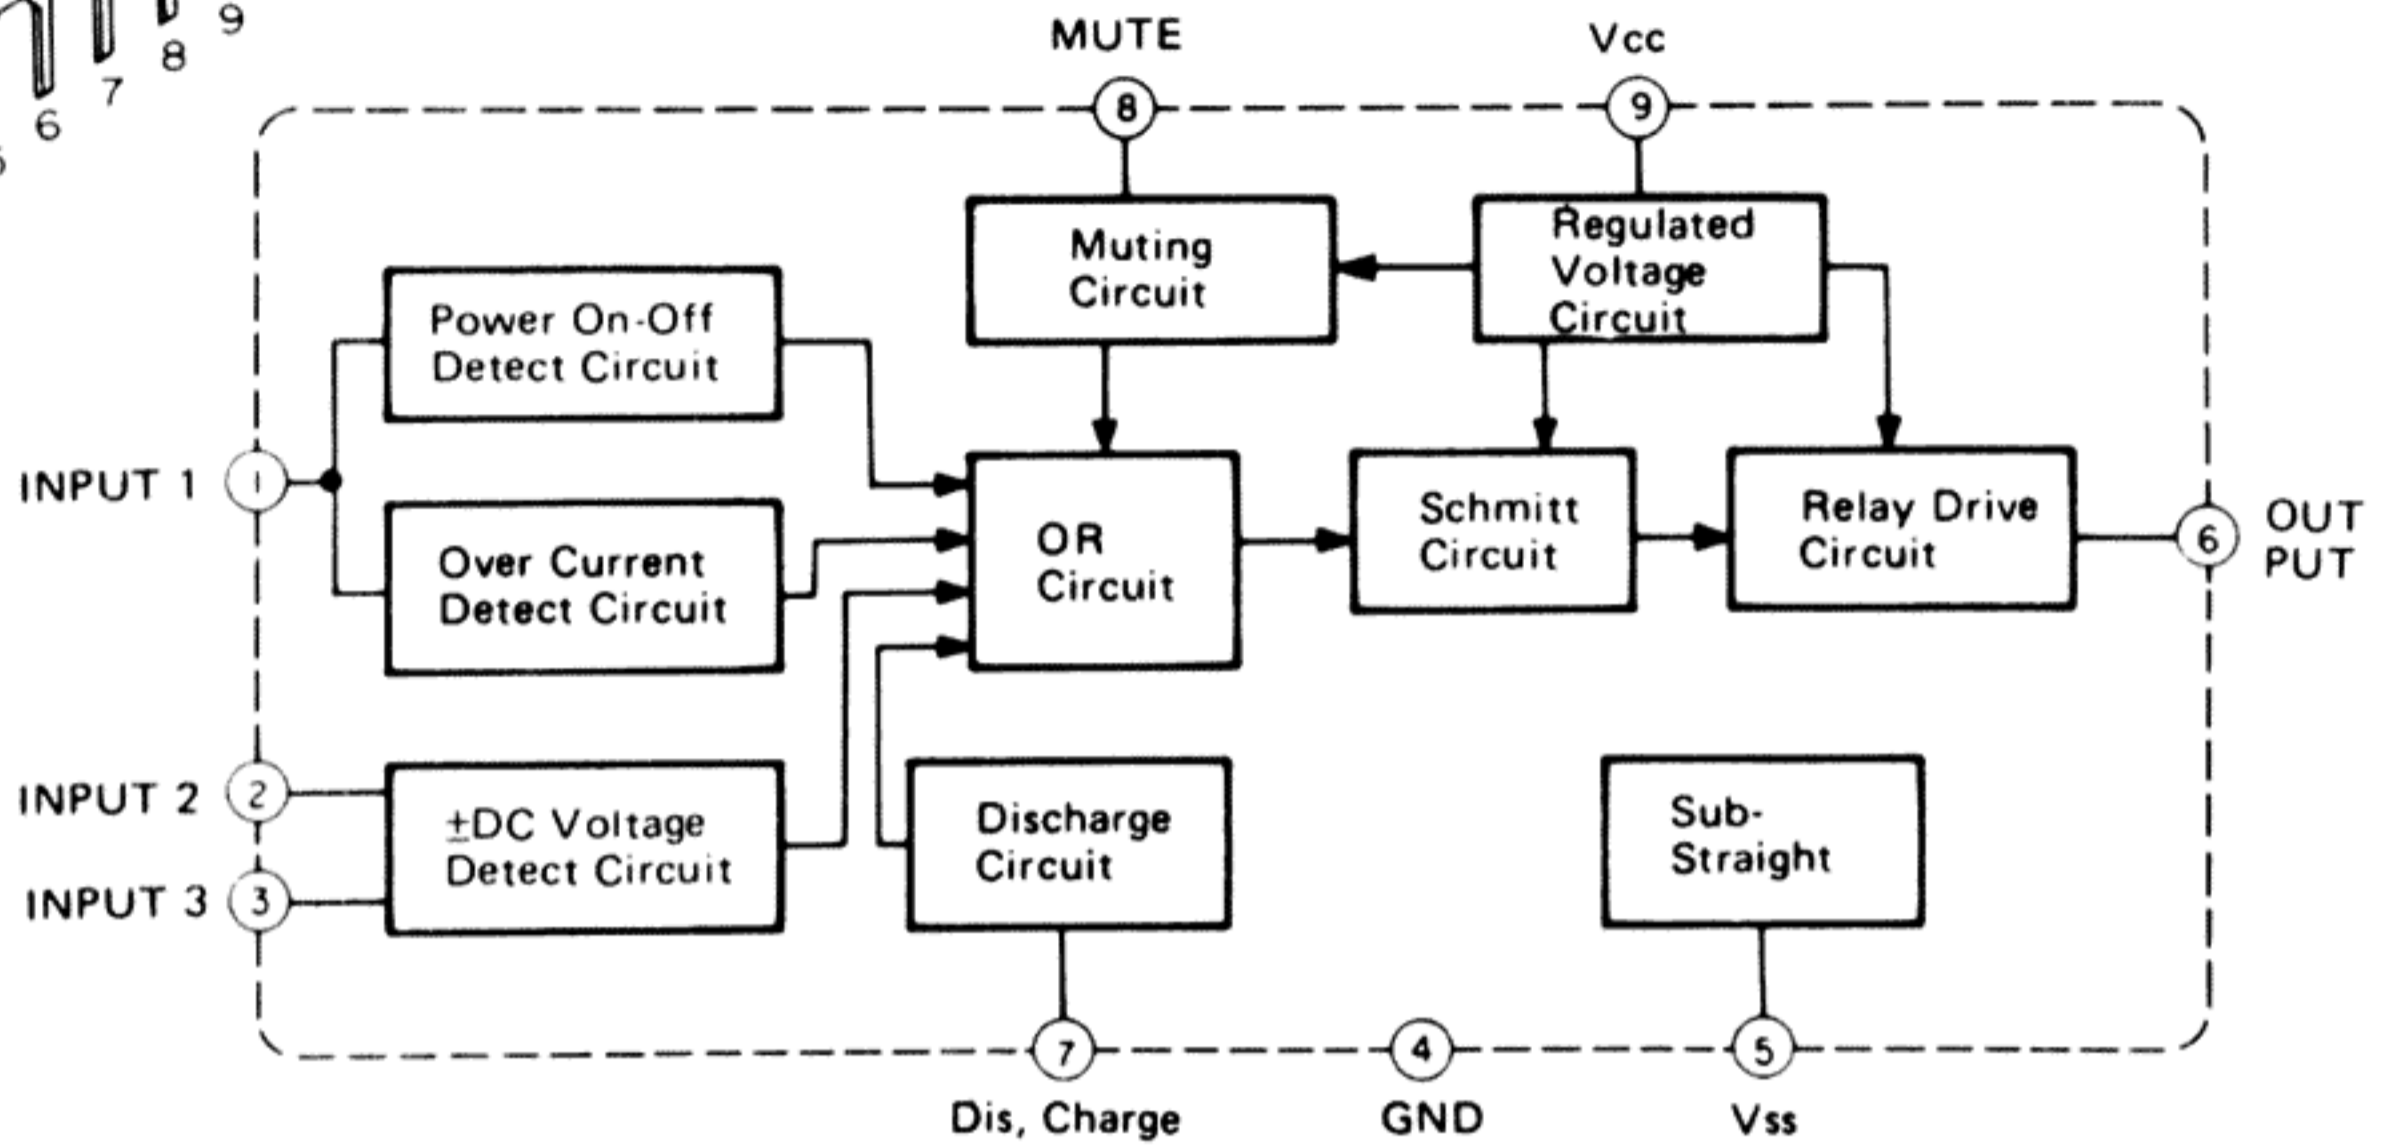 9
8
7
6
MUTE
Vcc
8
9
Muting
Circuit
Regulated
Voltage
Circuit
Power On-Off
Detect Circuit
INPUT 1
1
Over Current
Detect Circuit
OR
Circuit
Schmitt
Circuit
Relay Drive
Circuit
6
OUT
PUT
INPUT 2
2
INPUT 3
3
±DC Voltage
Detect Circuit
Discharge
Circuit
Sub-
Straight
7
4
5
Dis, Charge
GND
Vss